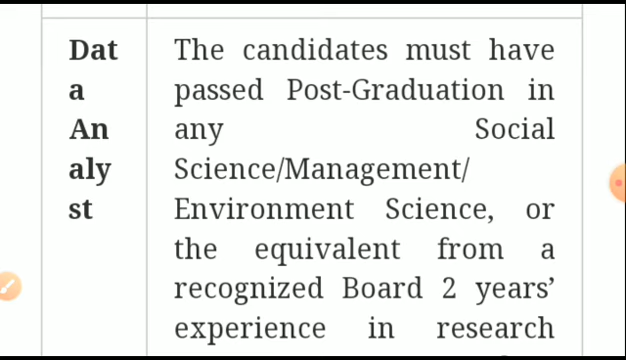 Dat
a
An
aly
st
The candidates must have
passed Post-Graduation in
any Social
Science/Management/
Environment Science, or
the equivalent from a
recognized Board 2 years’
experience in research